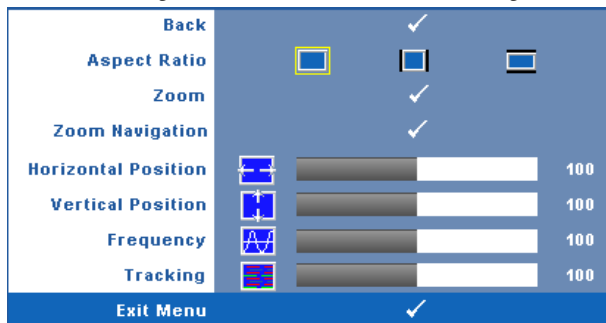 Back
Aspect Ratio
Zoom
Zoom Navigation
Horizontal Position 100
Vertical Position 100
Frequency 100
Tracking 100
Exit Menu